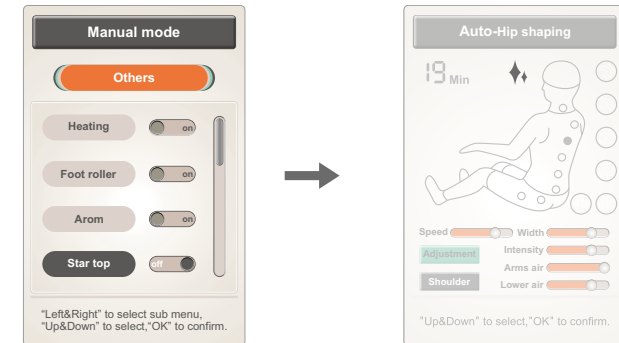 Manual mode
Others
Heating on
Foot roller on
Arom on
Star top off
“Left&Right” to select sub menu,
“Up&Down” to select,“OK” to confirm.
Auto-Hip shaping
19 Min
Speed Width
Adjustment Intensity
Arms air
Shoulder Lower air
"Up&Down" to select,"OK" to confirm.